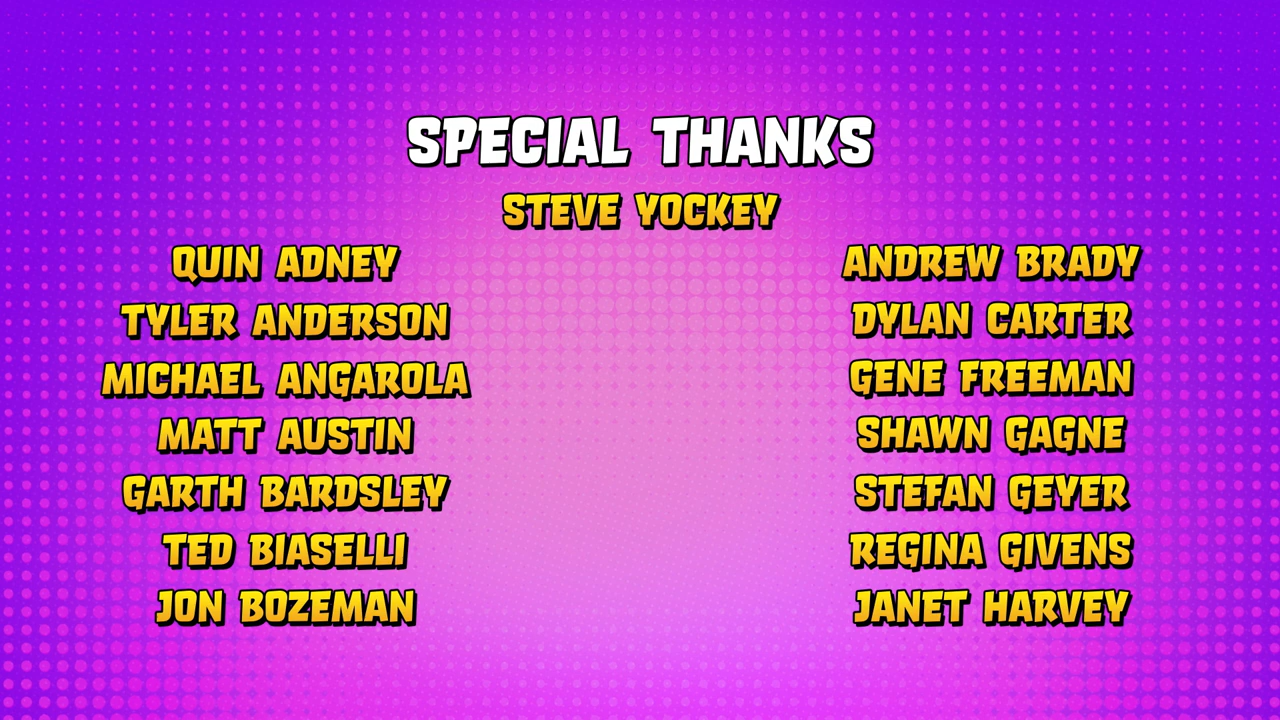 SPECIAL THANKS
STEVE YOCKEY
QUIN ADNEY
TYLER ANDERSON
MICHAEL ANGAROLA
MATT AUSTIN
GARTH BARDSLEY
TED BIASELLI
JON BOZEMAN
ANDREW BRADY
DYLAN CARTER
GENE FREEMAN
SHAWN GAGNE
STEFAN GEYER
REGINA GIVENS
JANET HARVEY